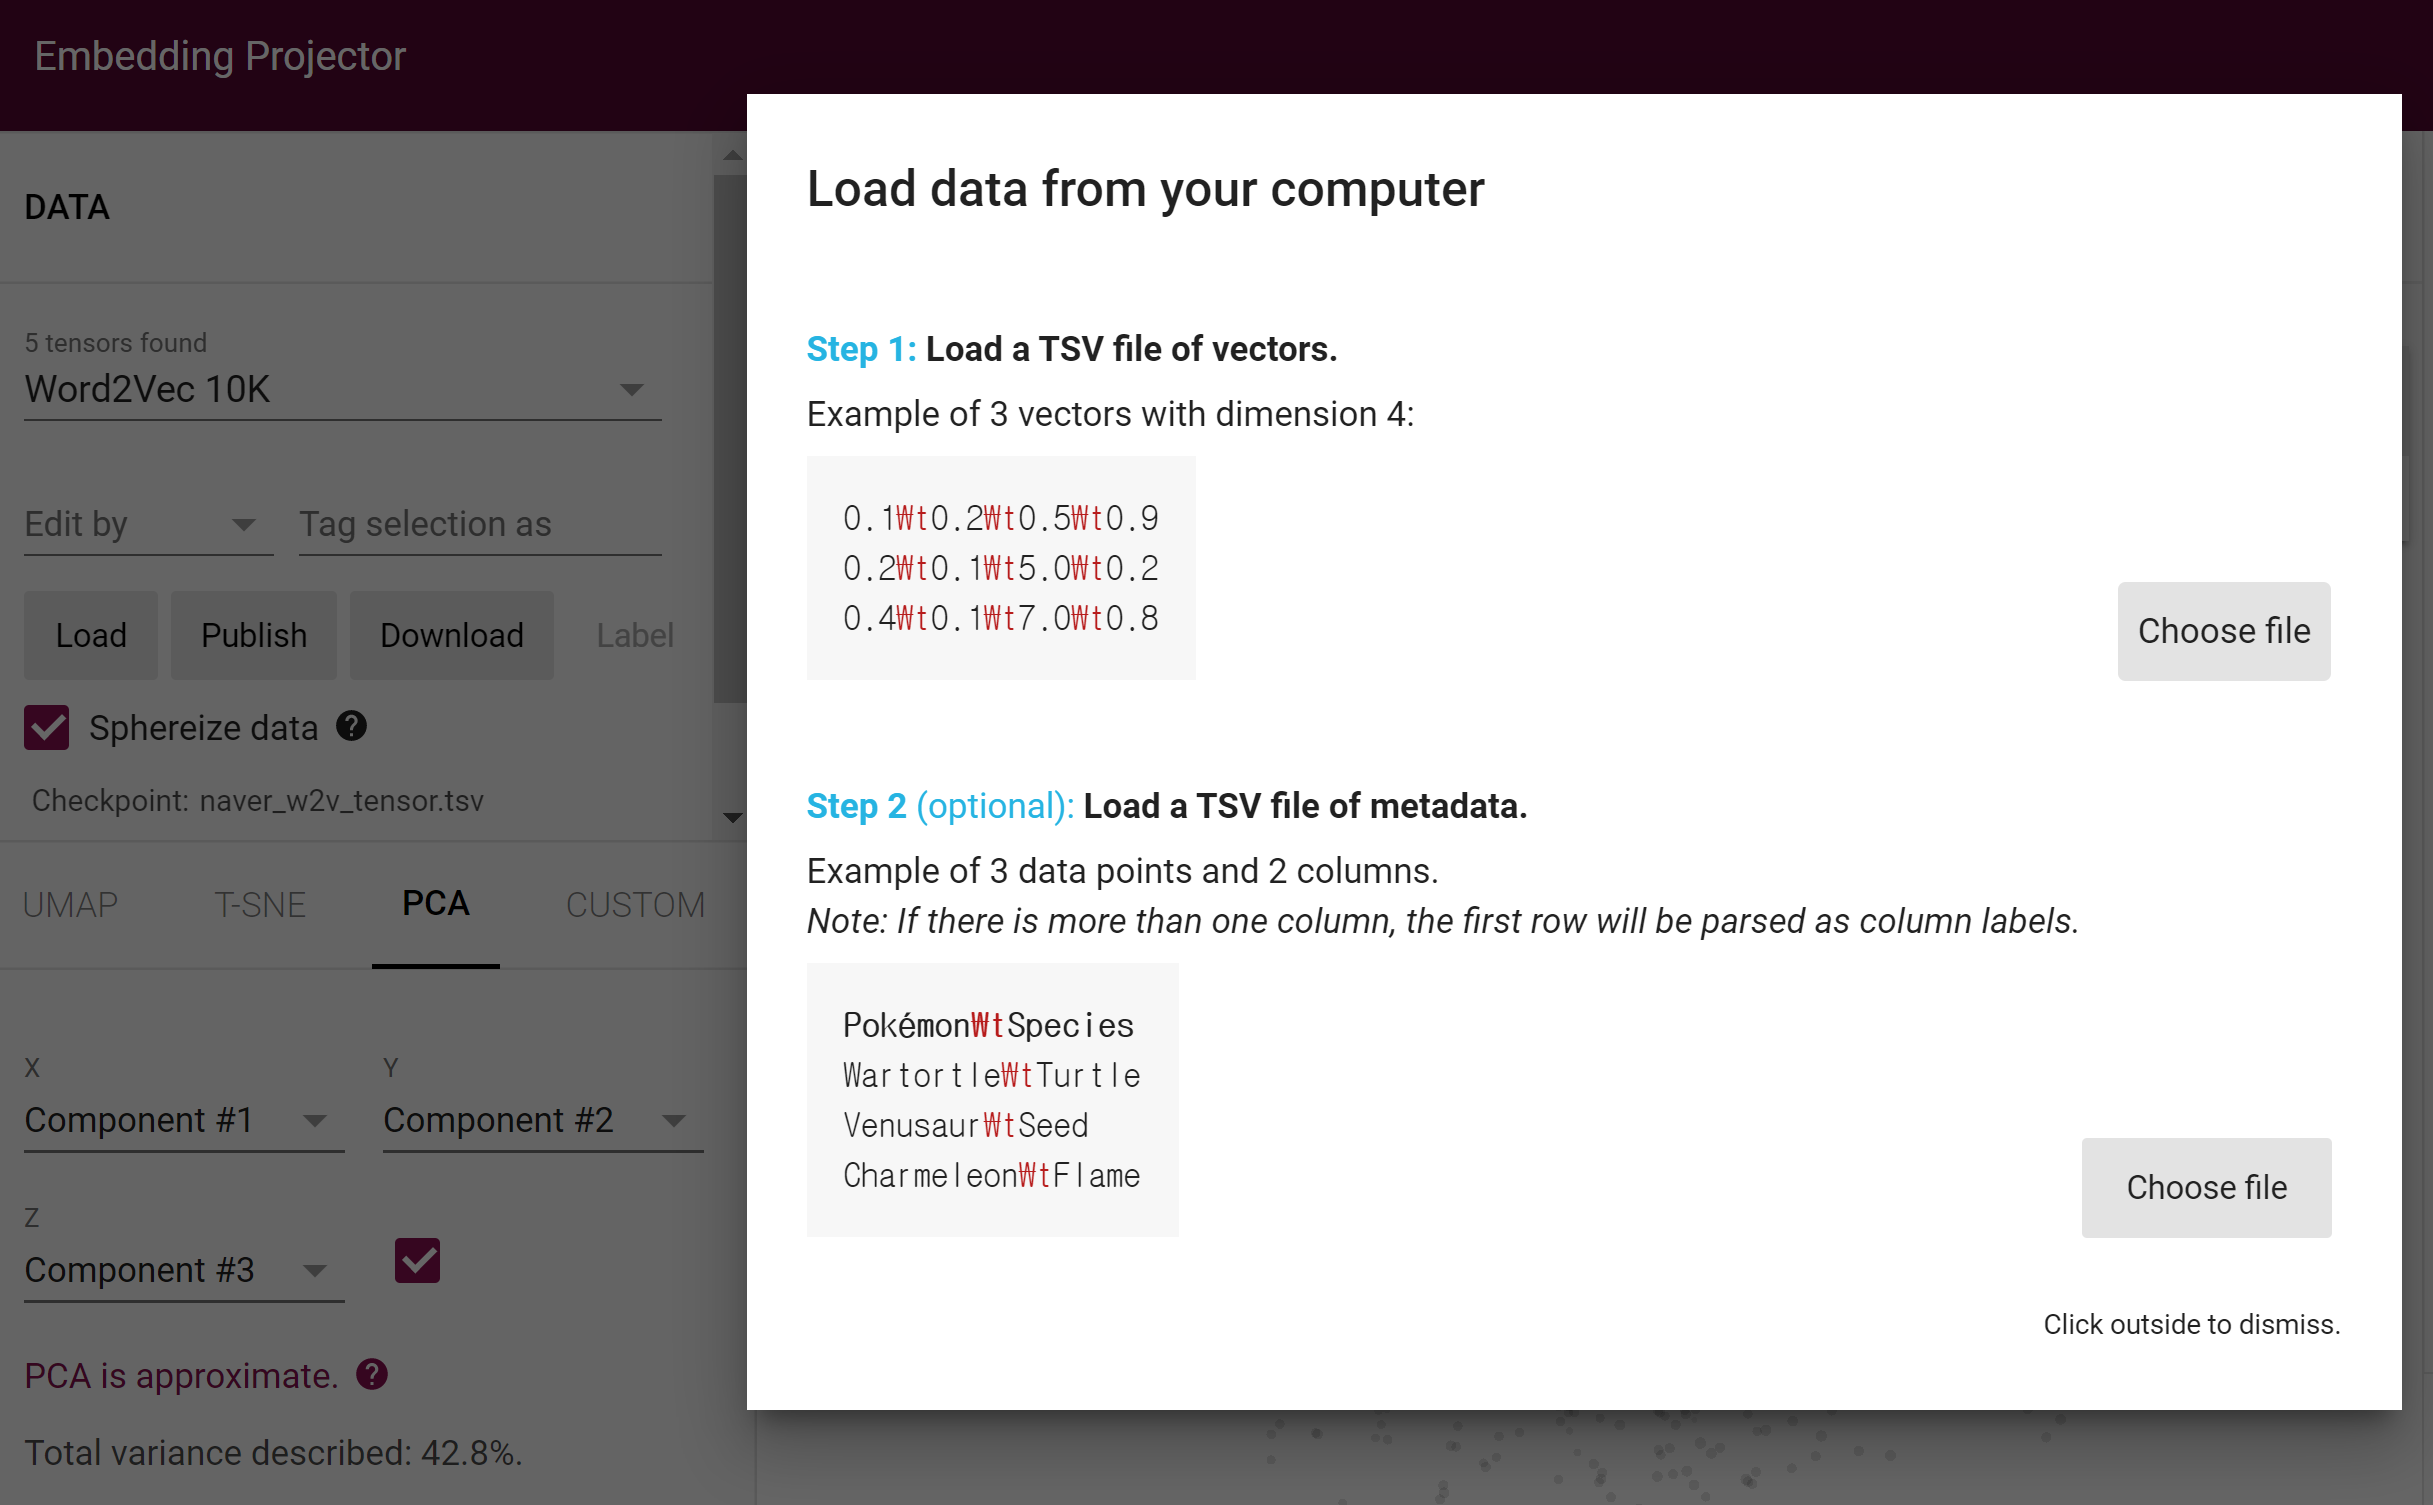 Embedding Projector
DATA
5 tensors found
Word2Vec 10K
Edit by
Tag selection as
Load
Publish
Download
Label
Sphereize data
Checkpoint: naver_w2v_tensor.tsv
UMAP
T-SNE
PCA
CUSTOM
X
Y
Component #1
Component #2
Z
Component #3
PCA is approximate.
Total variance described: 42.8%.
Load data from your computer
Step 1: Load a TSV file of vectors.
Example of 3 vectors with dimension 4:
0.1₩t0.2₩t0.5₩t0.9
0.2₩t0.1₩t5.0₩t0.2
0.4₩t0.1₩t7.0₩t0.8
Choose file
Step 2 (optional): Load a TSV file of metadata.
Example of 3 data points and 2 columns.
Note: If there is more than one column, the first row will be parsed as column labels.
Pokémon₩tSpecies
Wartortle₩tTurtle
Venusaur₩tSeed
Charmeleon₩tFlame
Choose file
Click outside to dismiss.